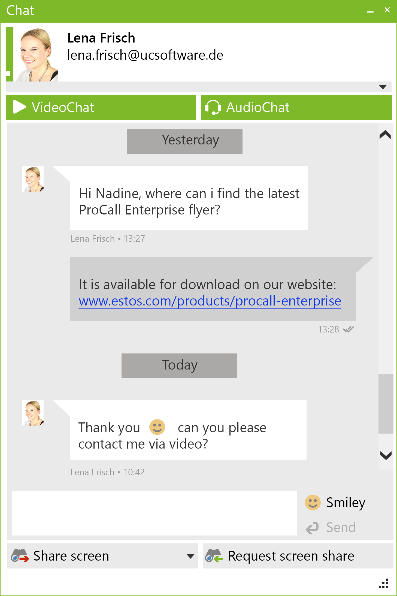 Chat
Lena Frisch
lena.frisch@ucsoftware.de
VideoChat
AudioChat
Yesterday
Hi Nadine, where can i find the latest
ProCall Enterprise flyer?
Lena Frisch • 13:27
It is available for download on our website:
www.estos.com/products/procall-enterprise
13:28
Today
Thank you 🙂 can you please
contact me via video?
Lena Frisch • 10:42
Smiley
Send
Share screen
Request screen share